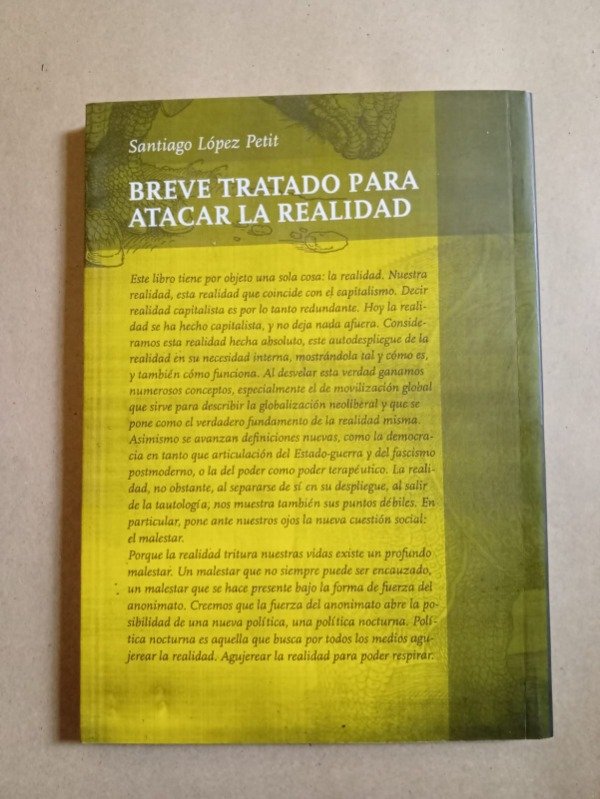 Santiago López Petit
BREVE TRATADO PARA
ATACAR LA REALIDAD
Este libro tiene por objeto una sola cosa: la realidad. Nuestra
realidad, esta realidad que coincide con el capitalismo. Decir
realidad capitalista es por lo tanto redundante. Hoy la reali-
dad se ha hecho capitalista, y no deja nada afuera. Conside-
ramos esta realidad hecha absoluto, este autodespliegue de la
realidad en su necesidad interna, mostrándola tal y cómo es,
y también cómo funciona. Al desvelar esta verdad ganamos
numerosos conceptos, especialmente el de movilización global
que sirve para describir la globalización neoliberal y que se
pone como el verdadero fundamento de la realidad misma.
Asimismo se avanzan definiciones nuevas, como la democra-
cia en tanto que articulación del Estado-guerra y del fascismo
postmoderno, o la del poder como poder terapéutico. La reali-
dad, no obstante, al separarse de sí en su despliegue, al salir
de la tautología; nos muestra también sus puntos débiles. En
particular, pone ante nuestros ojos la nueva cuestión social:
el malestar.
Porque la realidad tritura nuestras vidas existe un profundo
malestar. Un malestar que no siempre puede ser encauzado,
un malestar que se hace presente bajo la forma de fuerza del
anonimato. Creemos que la fuerza del anonimato abre la po-
sibilidad de una nueva política, una política nocturna. Polí-
tica nocturna es aquella que busca por todos los medios agu-
jerear la realidad. Agujerear la realidad para poder respirar.